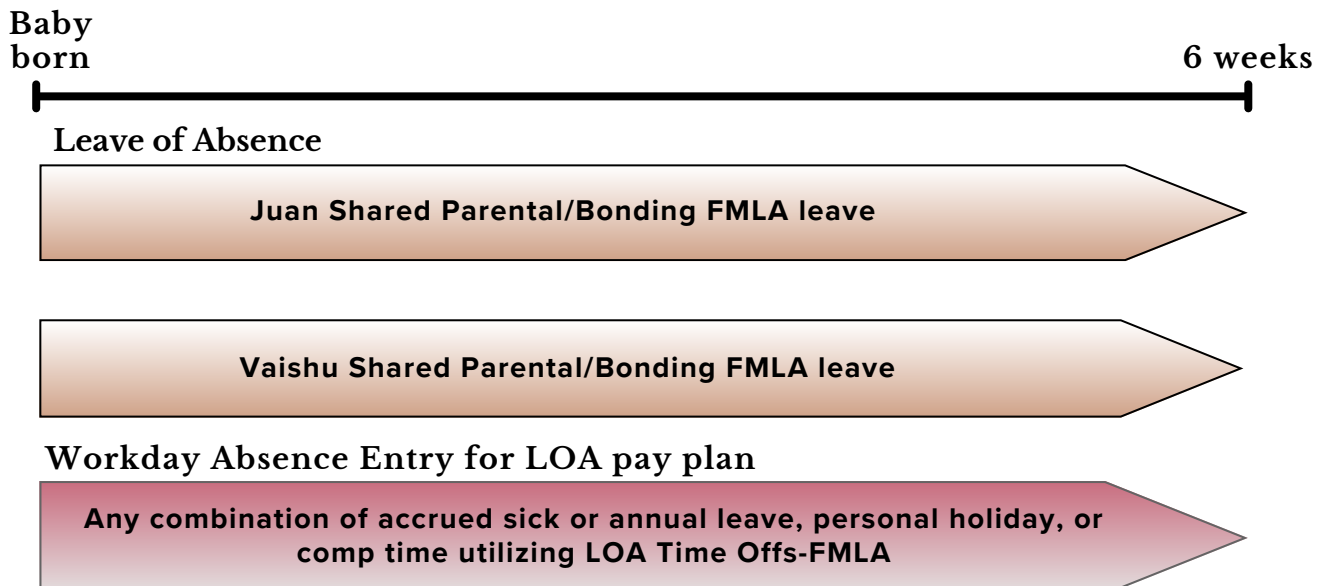 Baby
born
6 weeks
Leave of Absence
Juan Shared Parental/Bonding FMLA leave
Vaishu Shared Parental/Bonding FMLA leave
Workday Absence Entry for LOA pay plan
Any combination of accrued sick or annual leave, personal holiday, or
comp time utilizing LOA Time Offs-FMLA